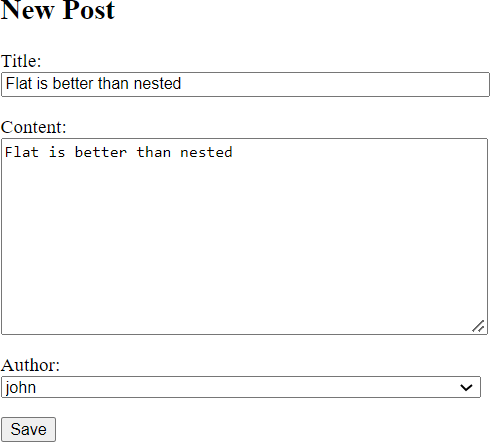 New Post
Title:
Flat is better than nested
Content:
Flat is better than nested
Author:
john
Save